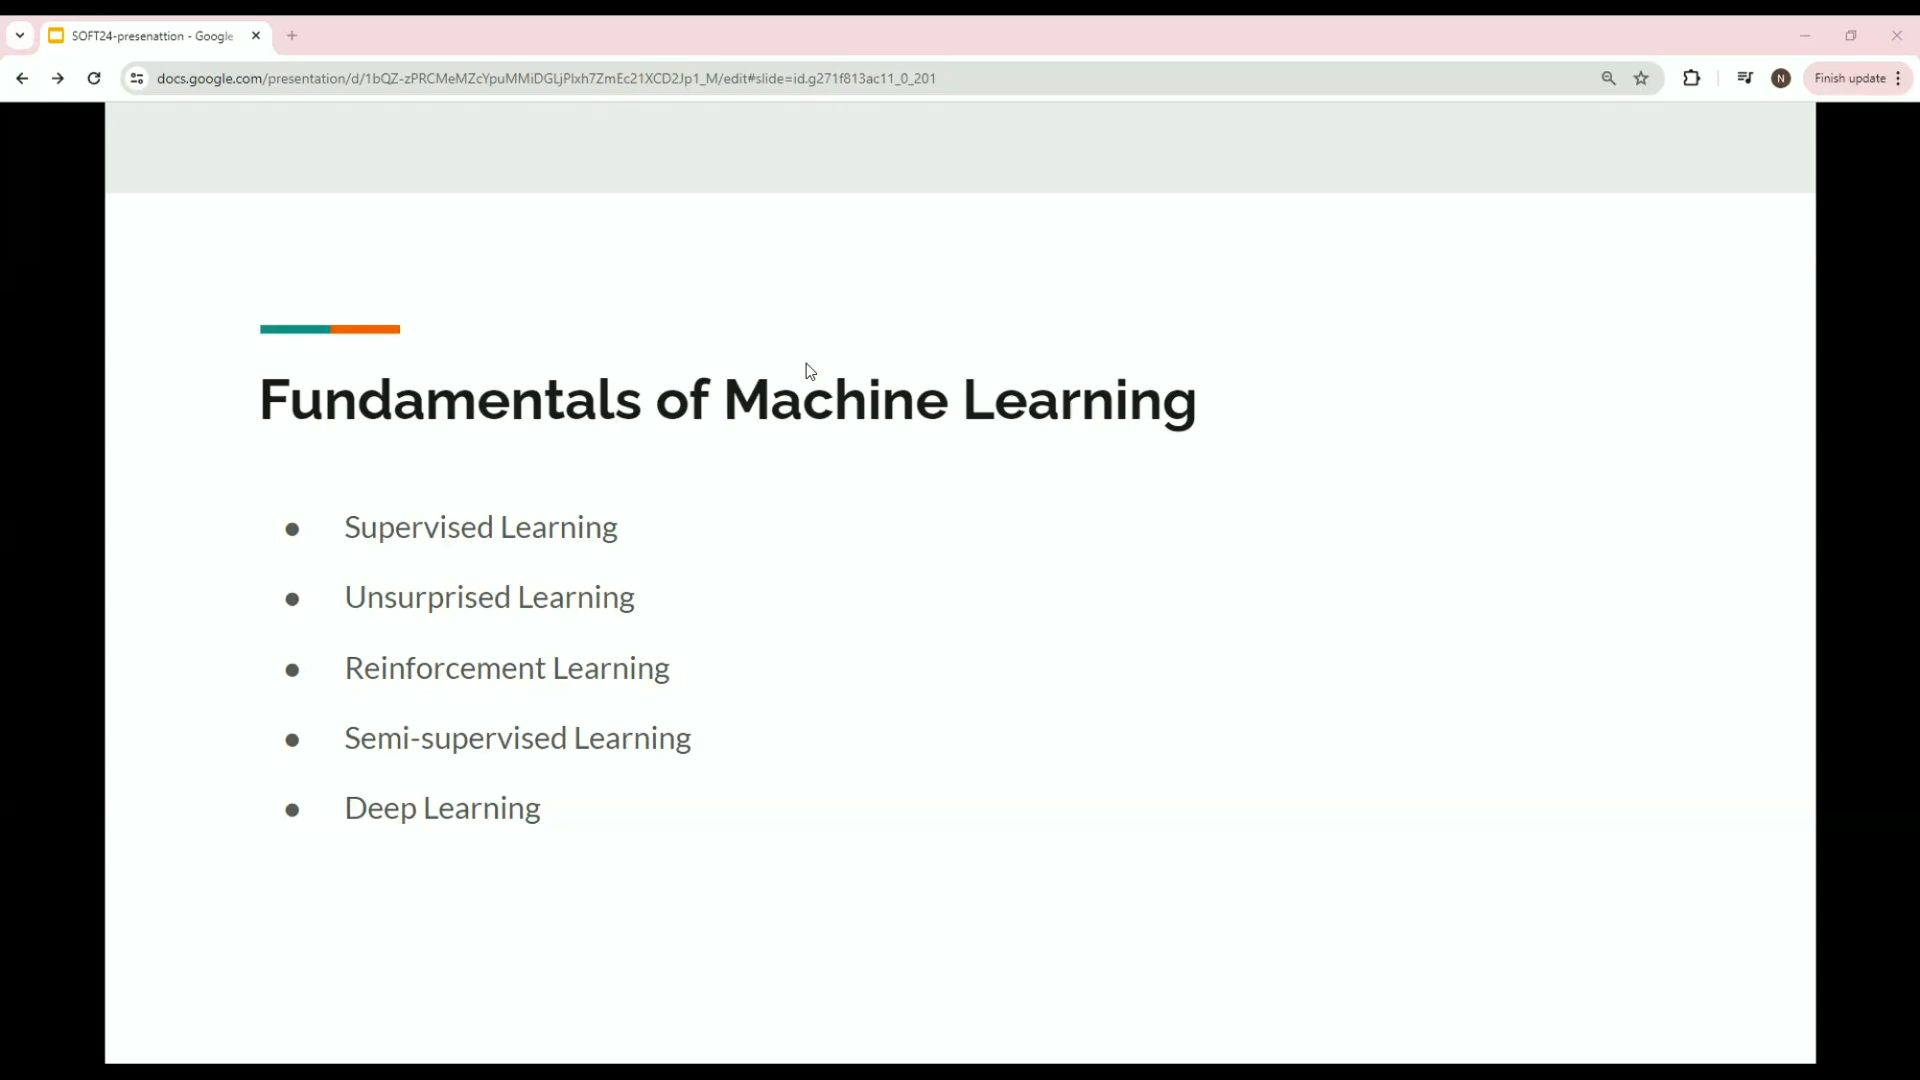 SOFT24-presenattion - Google
docs.google.com/presentation/d/1bQZ-zPRCMeMZcYpuMMiDGLjPlxh7ZmEc21XCD2Jp1_M/edit#slide=id.g271f813ac11_0_201
N
Finish update
Fundamentals of Machine Learning
● Supervised Learning
● Unsurprised Learning
● Reinforcement Learning
● Semi-supervised Learning
● Deep Learning